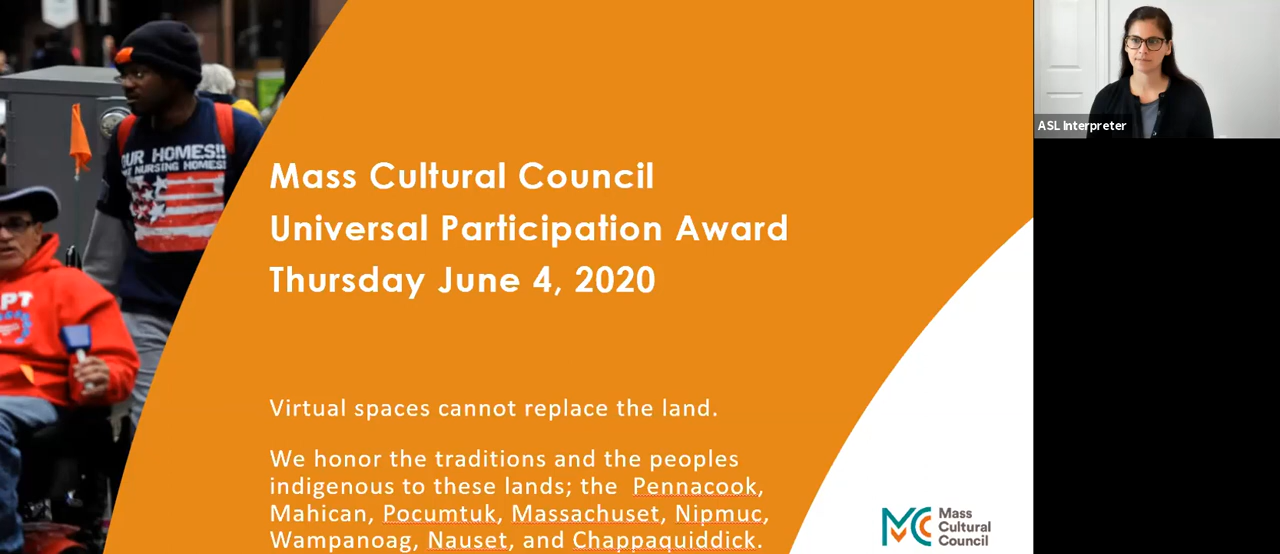 Mass Cultural Council
Universal Participation Award
Thursday June 4, 2020
Virtual spaces cannot replace the land.
We honor the traditions and the peoples
indigenous to these lands; the Pennacook,
Mahican, Pocumtuk, Massachuset, Nipmuc,
Wampanoag, Nauset, and Chappaquiddick.
OUR HOMES!!
NURSING HOMES!
PT
Mass
Cultural
Council
ASL Interpreter